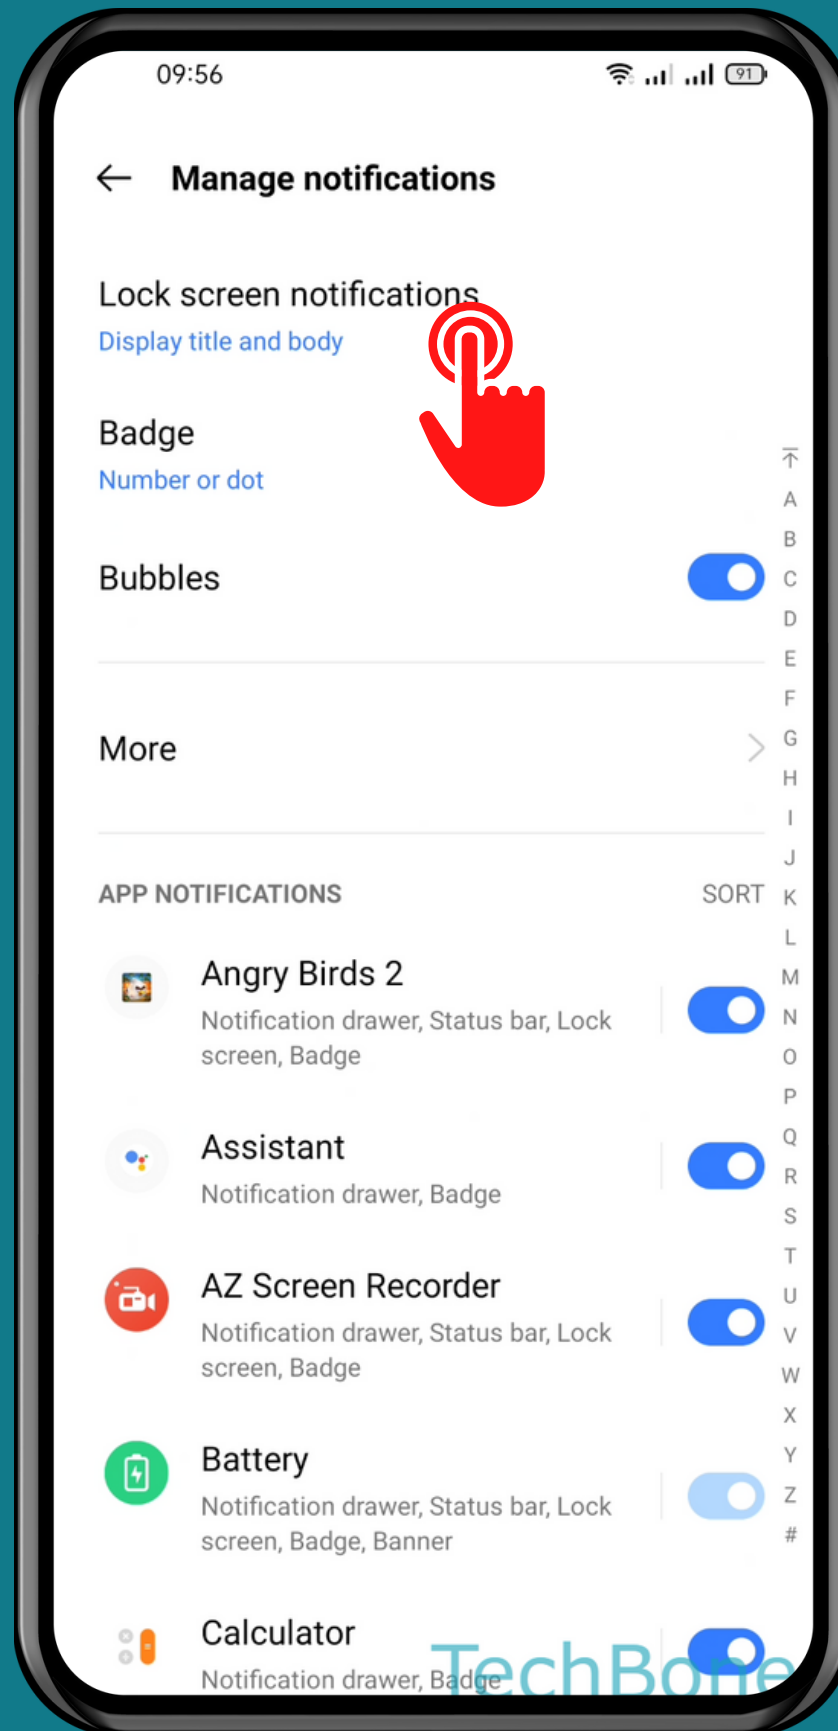 09:56
91
Manage notifications
Lock screen notifications
Display title and body
Badge
Number or dot
Bubbles
More
APP NOTIFICATIONS
SORT
Angry Birds 2
Notification drawer, Status bar, Lock
screen, Badge
Assistant
Notification drawer, Badge
AZ Screen Recorder
Notification drawer, Status bar, Lock
screen, Badge
Battery
Notification drawer, Status bar, Lock
screen, Badge, Banner
Calculator
Notification drawer, Badge
A
B
C
D
E
F
G
H
I
J
K
L
M
N
O
P
Q
R
S
T
U
V
W
X
Y
Z
#
TechBone